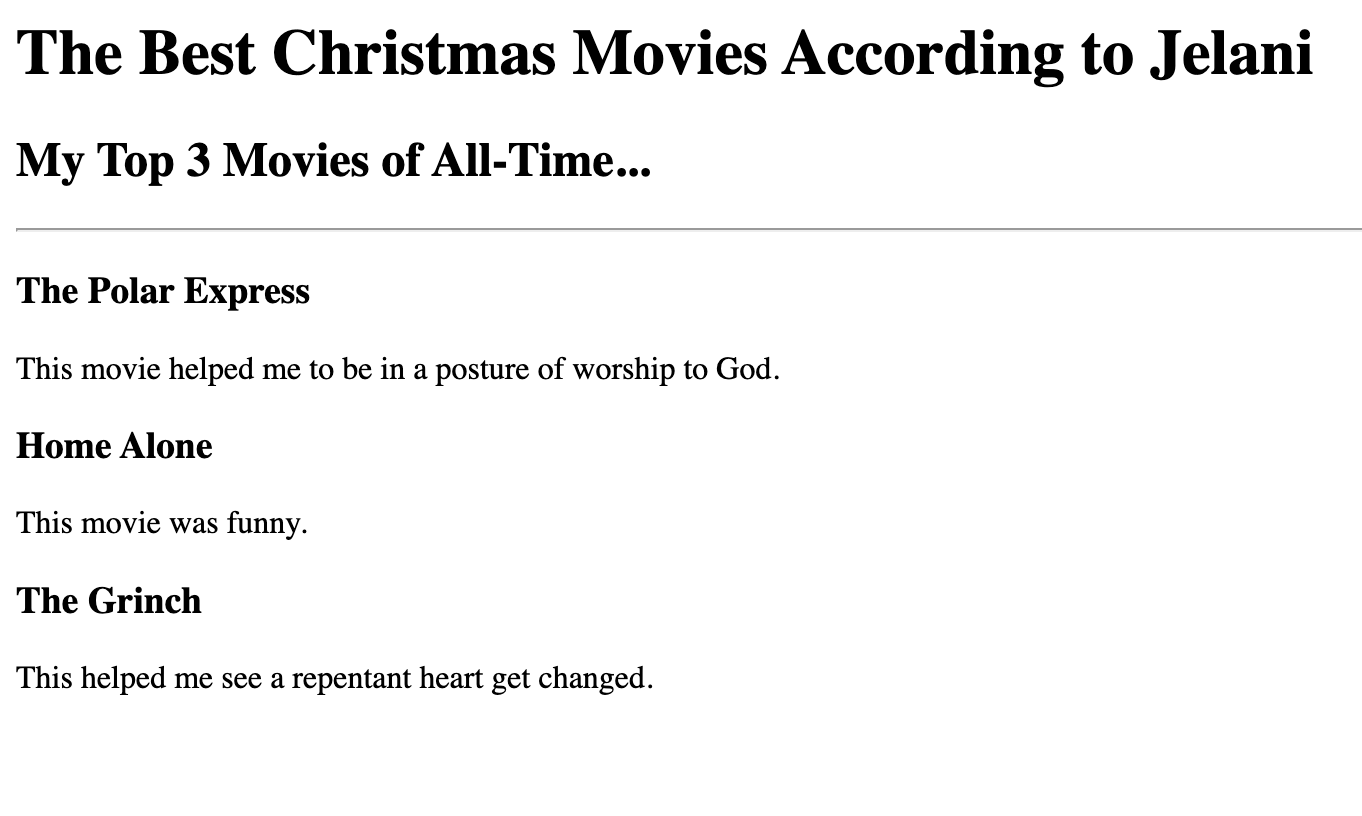 The Best Christmas Movies According to Jelani
My Top 3 Movies of All-Time...
The Polar Express
This movie helped me to be in a posture of worship to God.
Home Alone
This movie was funny.
The Grinch
This helped me see a repentant heart get changed.